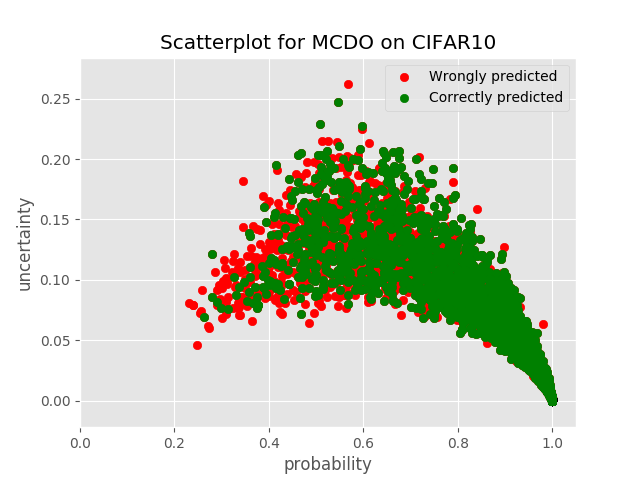 Scatterplot for MCDO on CIFAR10
Wrongly predicted
Correctly predicted
uncertainty
0.25
0.20
0.15
0.10
0.05
0.00
0.0 0.2 0.4 0.6 0.8 1.0
probability